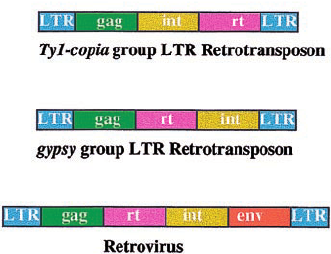 LTR gag int rt LTR
Ty1-copia group LTR Retrotransposon
LTR gag rt int LTR
gypsy group LTR Retrotransposon
LTR gag rt int env LTR
Retrovirus